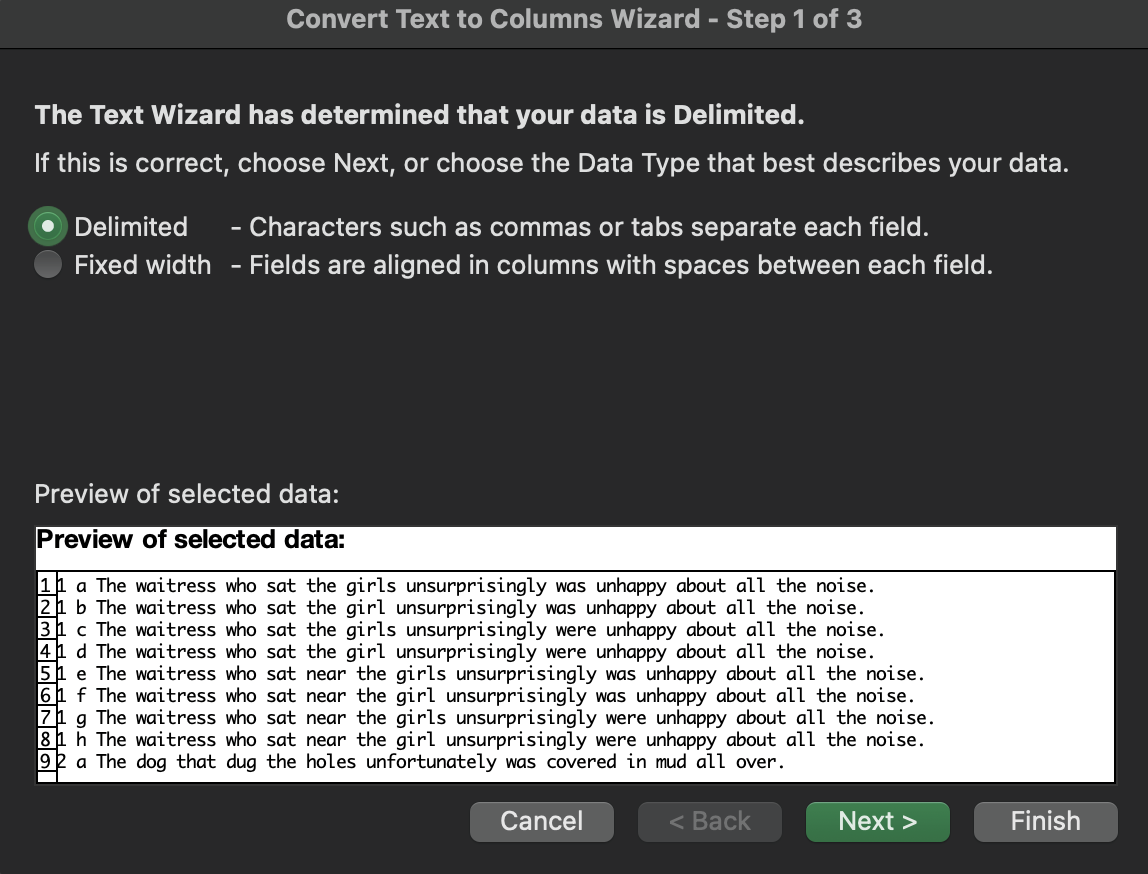 Convert Text to Columns Wizard - Step 1 of 3
The Text Wizard has determined that your data is Delimited.
If this is correct, choose Next, or choose the Data Type that best describes your data.
Delimited - Characters such as commas or tabs separate each field.
Fixed width - Fields are aligned in columns with spaces between each field.
Preview of selected data:
Preview of selected data:
1 1 a The waitress who sat the girls unsurprisingly was unhappy about all the noise.
2 1 b The waitress who sat the girl unsurprisingly was unhappy about all the noise.
3 1 c The waitress who sat the girls unsurprisingly were unhappy about all the noise.
4 1 d The waitress who sat the girl unsurprisingly were unhappy about all the noise.
5 1 e The waitress who sat near the girls unsurprisingly was unhappy about all the noise.
6 1 f The waitress who sat near the girl unsurprisingly was unhappy about all the noise.
7 1 g The waitress who sat near the girls unsurprisingly were unhappy about all the noise.
8 1 h The waitress who sat near the girl unsurprisingly were unhappy about all the noise.
9 2 a The dog that dug the holes unfortunately was covered in mud all over.
Cancel < Back Next > Finish